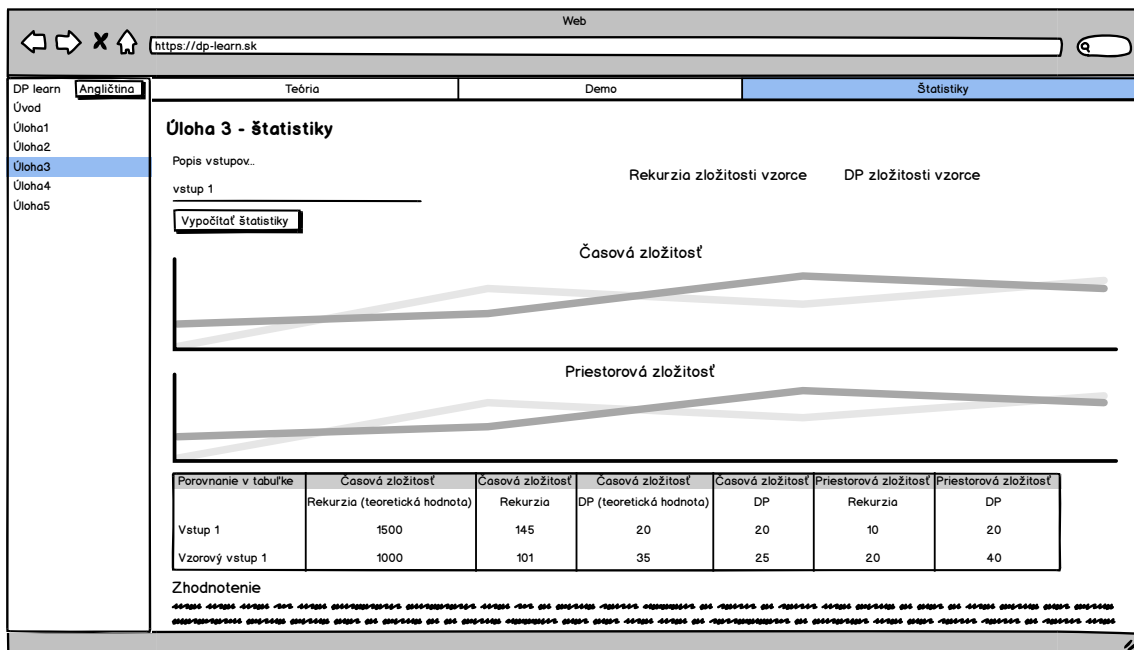 Web
https://dp-learn.sk
DP learn
Angličtina
Úvod
Úloha1
Úloha2
Úloha3
Úloha4
Úloha5
Teória
Demo
Štatistiky
Úloha 3 - štatistiky
Popis vstupov...
vstup 1
Vypočítať štatistiky
Rekurzia zložitosti vzorce
DP zložitosti vzorce
Časová zložitosť
Priestorová zložitosť
Porovnanie v tabuľke Časová zložitosť Časová zložitosť Časová zložitosť Časová zložitosť Priestorová zložitosť Priestorová zložitosť
Rekurzia (teoretická hodnota) Rekurzia DP (teoretická hodnota) DP Rekurzia DP
Vstup 1 1500 145 20 20 10 20
Vzorový vstup 1 1000 101 35 25 20 40
Zhodnotenie